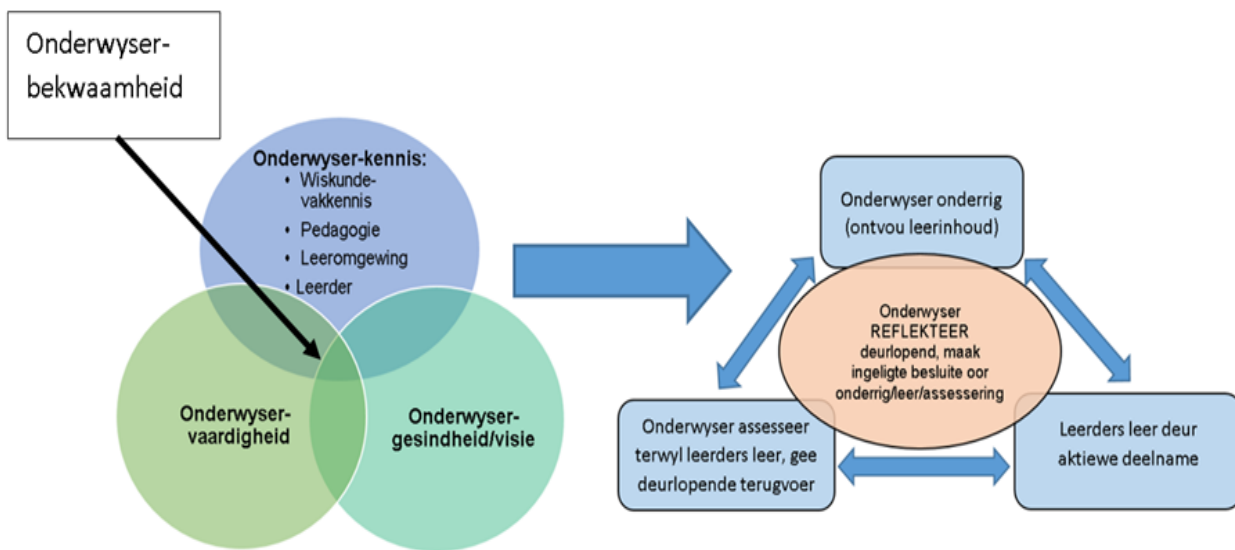 Onderwyser-
bekwaamheid
Onderwyser-kennis:
• Wiskunde-
vakkennis
• Pedagogie
• Leeromgewing
• Leerder
Onderwyser-
vaardigheid
Onderwyser-
gesindheid/visie
Onderwyser onderrig
(ontvou leerinhoud)
Onderwyser
REFLEKTEER
deurlopend, maak
ingeligte besluite oor
onderrig/leer/assessering
Onderwyser assesseer
terwyl leerders leer, gee
deurlopende terugvoer
Leerders leer deur
aktiewe deelname